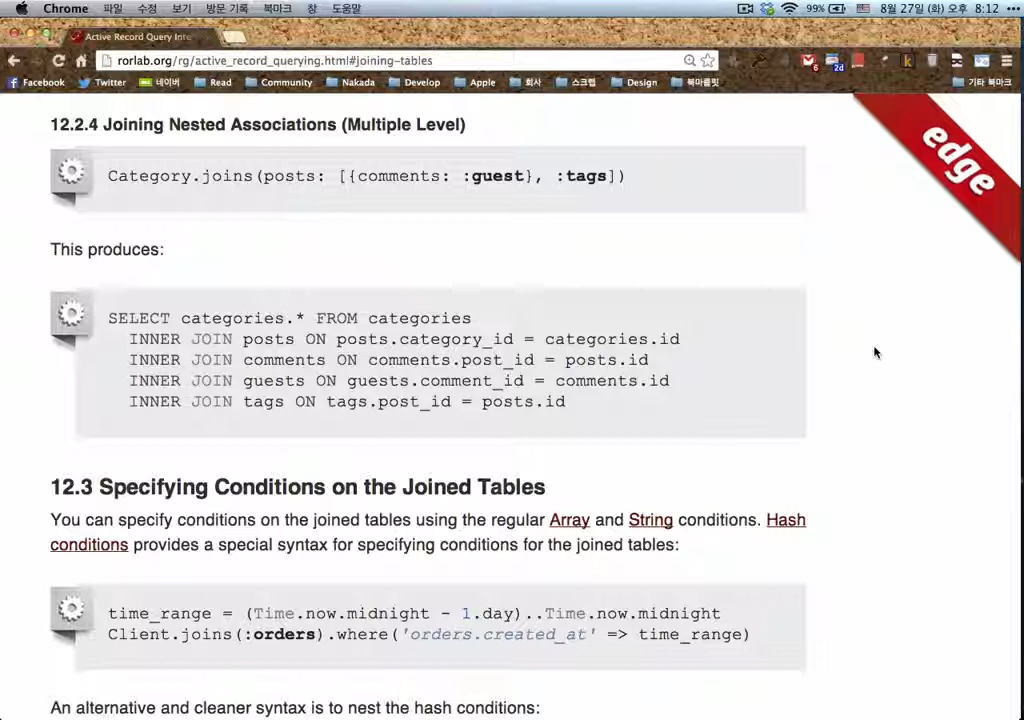 Chrome 파일 수정 보기 방문 기록 북마크 창 도움말 99% 8월 27일 (화) 오후 8:12
Active Record Query Inte
rorlab.org/rg/active_record_querying.html#joining-tables
6 2d k
Facebook Twitter 네이버 Read Community Nakada Develop Apple 회사 스크랩 Design 북마클릿 기타 북마크
edge
12.2.4 Joining Nested Associations (Multiple Level)
Category.joins(posts: [{comments: :guest}, :tags])
This produces:
SELECT categories.* FROM categories
INNER JOIN posts ON posts.category_id = categories.id
INNER JOIN comments ON comments.post_id = posts.id
INNER JOIN guests ON guests.comment_id = comments.id
INNER JOIN tags ON tags.post_id = posts.id
12.3 Specifying Conditions on the Joined Tables
You can specify conditions on the joined tables using the regular Array and String conditions. Hash
conditions provides a special syntax for specifying conditions for the joined tables:
time_range = (Time.now.midnight - 1.day)..Time.now.midnight
Client.joins(:orders).where('orders.created_at' => time_range)
An alternative and cleaner syntax is to nest the hash conditions: